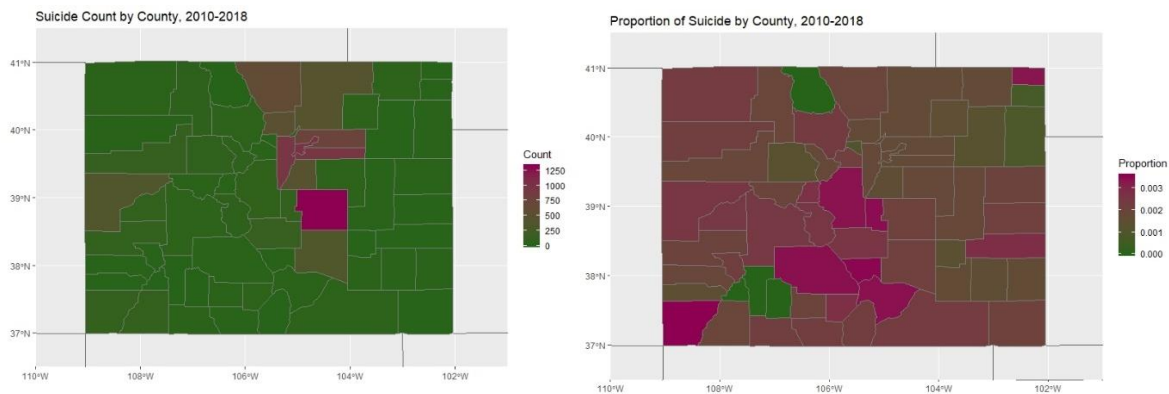 Suicide Count by County, 2010-2018
41°N
40°N
39°N
38°N
37°N
110°W
108°W
106°W
104°W
102°W
Count
1250
1000
750
500
250
0
Proportion of Suicide by County, 2010-2018
41°N
40°N
39°N
38°N
37°N
110°W
108°W
106°W
104°W
102°W
Proportion
0.003
0.002
0.001
0.000